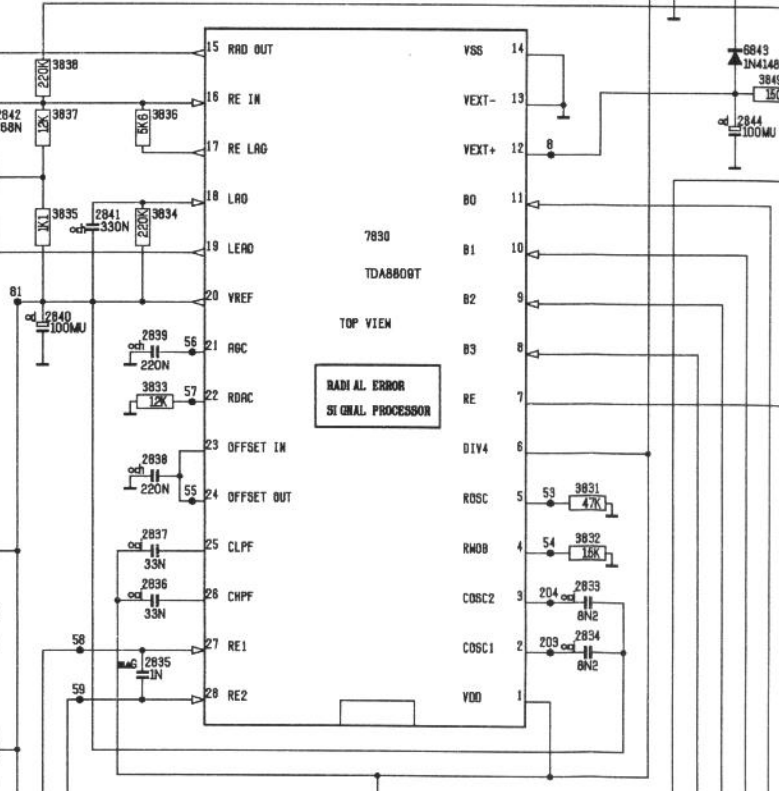 15 RAD OUT
VSS 14
6843
1N4148
220K 3838
3849
16 RE IN
VEXT- 13
2842
68N
12K 3837
5K6 3836
2844
100MU
17 RE LAG
VEXT+ 12 8
18 LAG
B0 11
1K1 3835
2841
330N
220K 3834
7830
19 LEAD
B1 10
TDA8809T
81
20 VREF
B2 9
2840
100MU
TOP VIEW
2839
220N
56 21 AGC
B3 8
RADIAL ERROR
SIGNAL PROCESSOR
3833
12K
57 22 RDAC
RE 7
23 OFFSET IN
DIV4 6
2838
220N
55 24 OFFSET OUT
ROSC 5 53
3831
47K
2837
33N
25 CLPF
RWOB 4 54
3832
2836
33N
26 CHPF
COSC2 3 204
2833
8N2
58
27 RE1
COSC1 2 203
2834
8N2
2835
1N
59
28 RE2
VDD 1